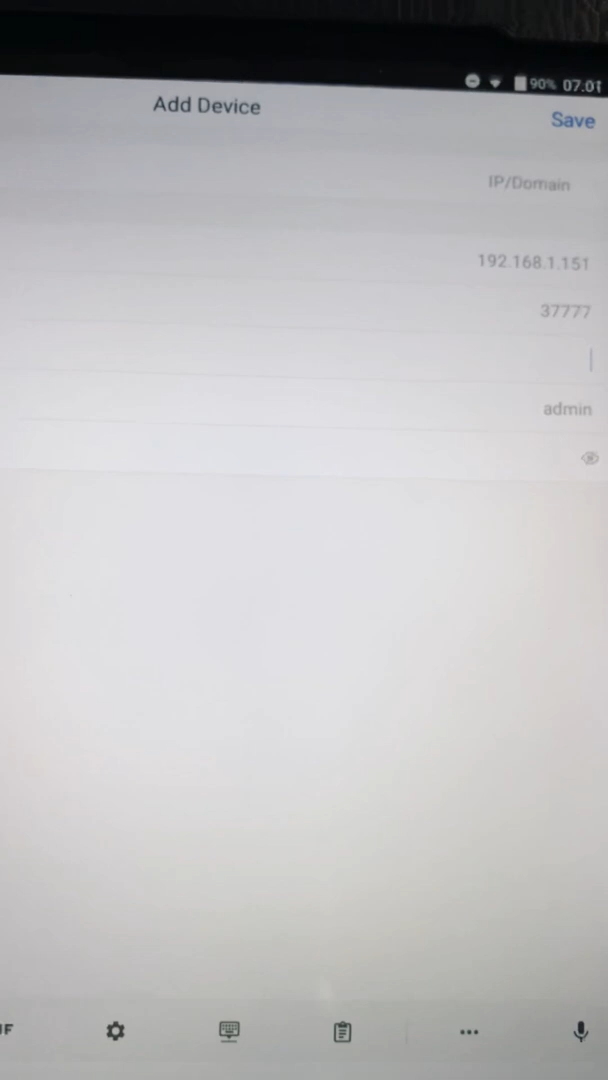 90% 07.01
Add Device
Save
IP/Domain
192.168.1.151
37777
admin